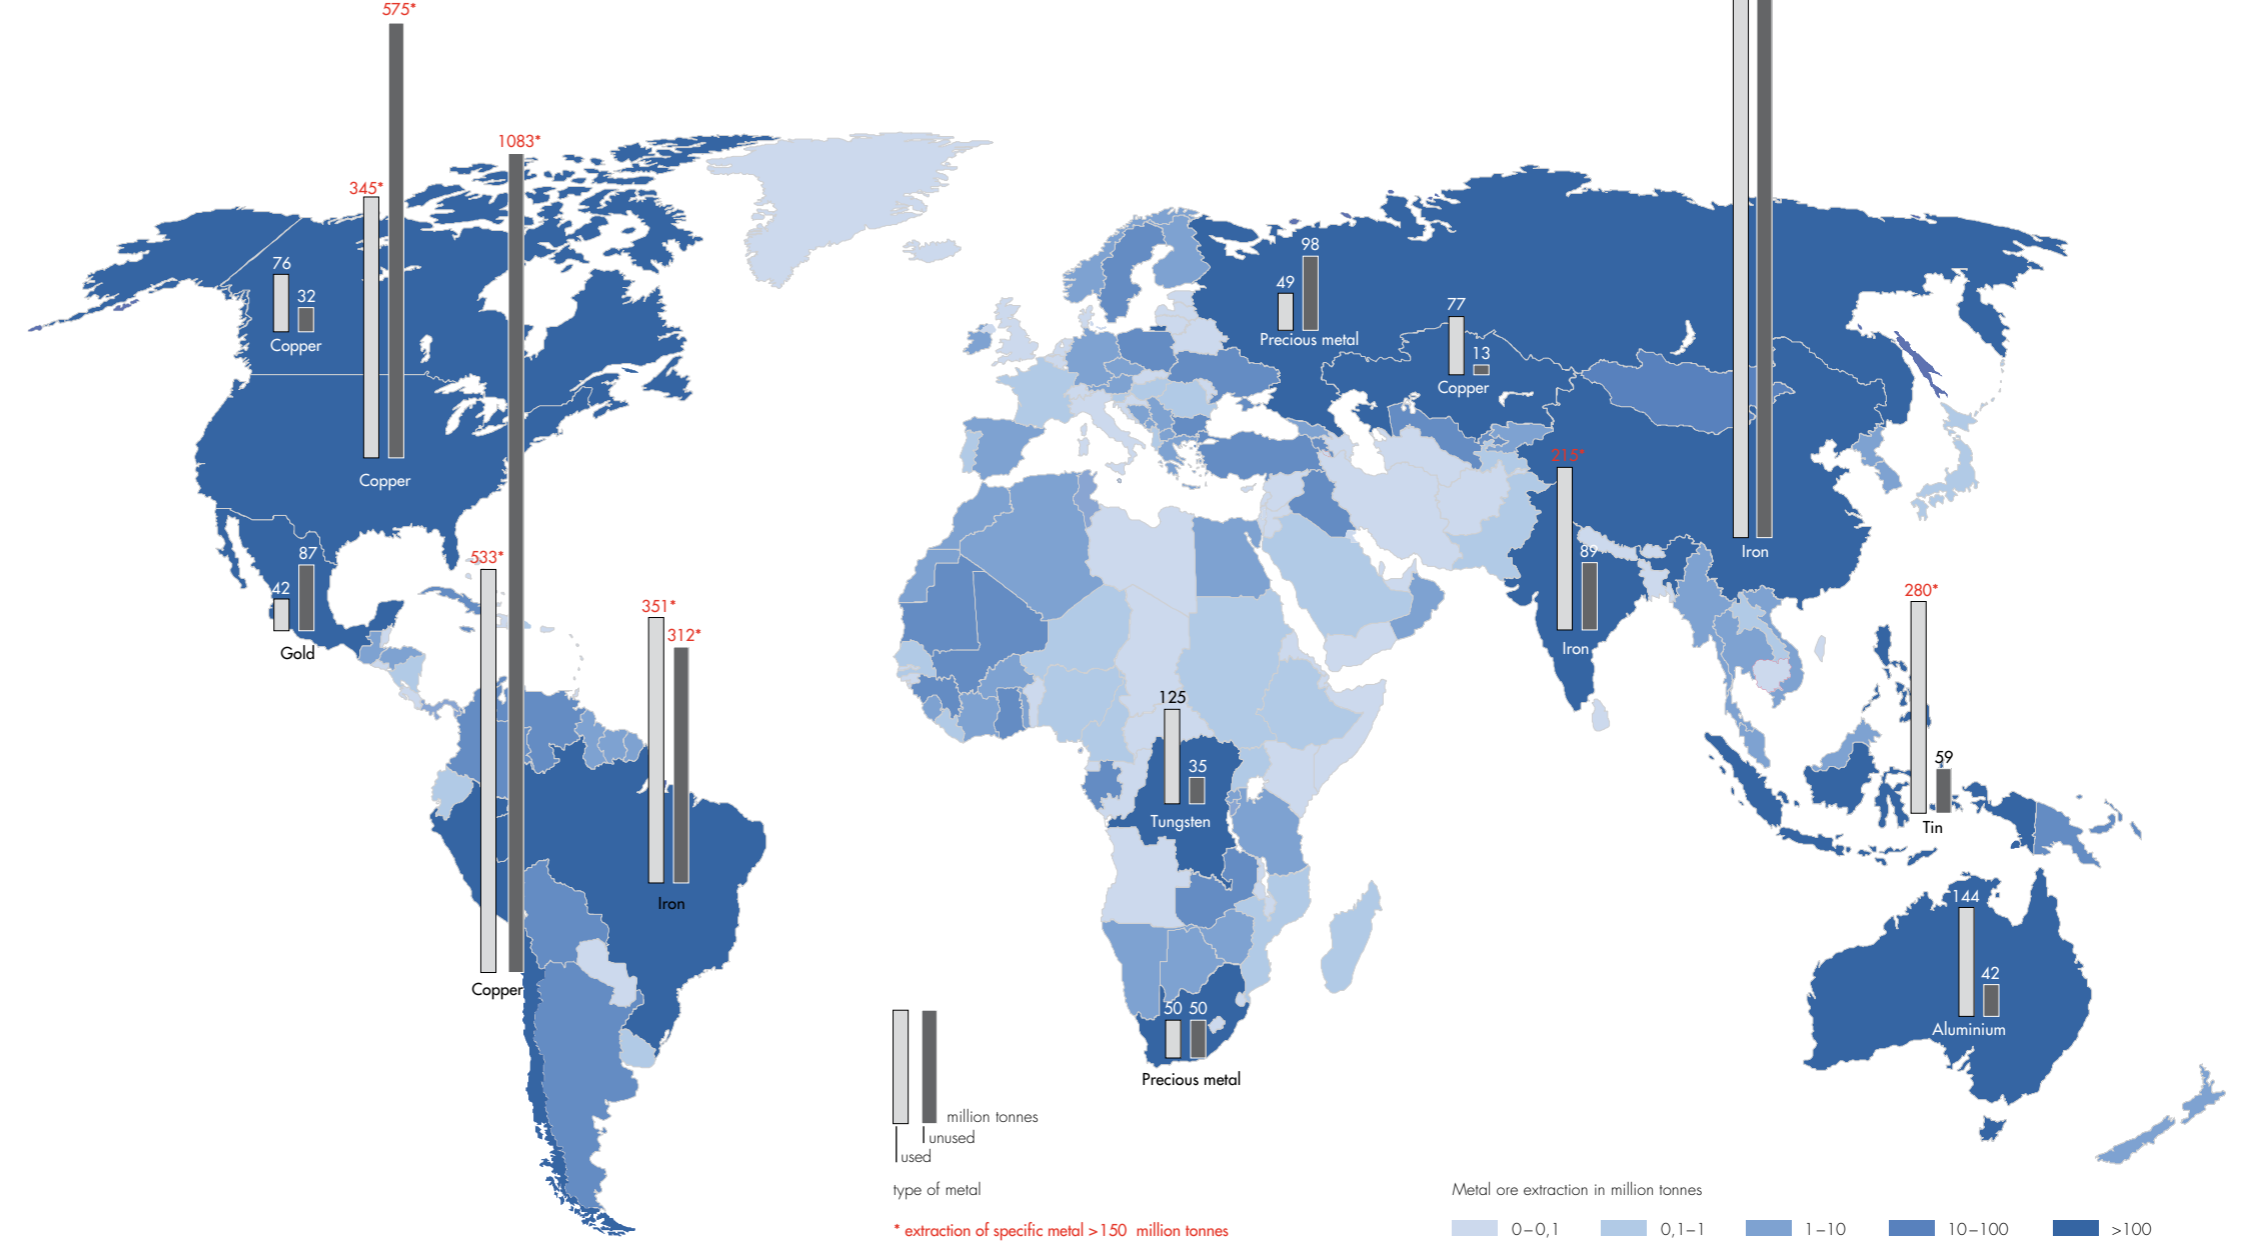 575*
1083*
345*
98
76
49
32
77
Precious metal
Copper
13
Copper
215*
Copper
87
533*
89
Iron
42
280*
351*
312*
Gold
Iron
125
59
35
Tungsten
Tin
144
Iron
42
Copper
50 50
Aluminium
Precious metal
million tonnes
unused
used
type of metal
Metal ore extraction in million tonnes
* extraction of specific metal >150 million tonnes
0–0,1
0,1–1
1–10
10–100
>100